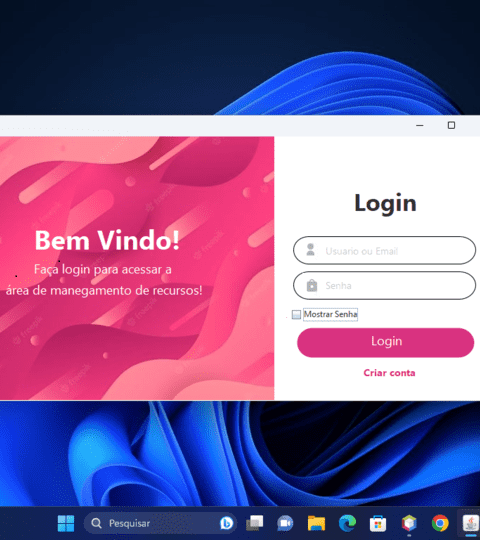 Login
Bem Vindo!
Faça login para acessar a
área de manegamento de recursos!
Usuano ou Email
Senha
Mostrar Senha
Login
Criar conta
Pesquisar